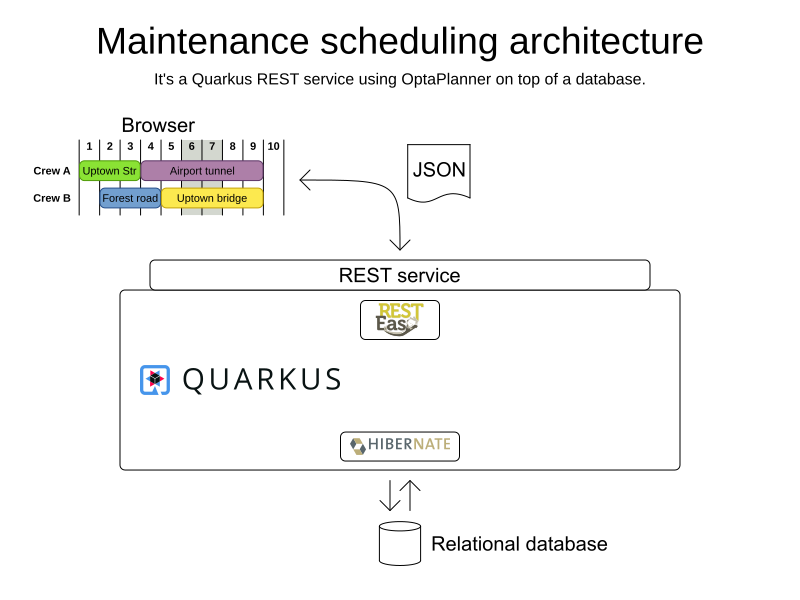 Maintenance scheduling architecture
It's a Quarkus REST service using OptaPlanner on top of a database.
Browser
1 2 3 4 5 6 7 8 9 10
Crew A Uptown Str Airport tunnel
Crew B Forest road Uptown bridge
JSON
REST service
REST
Easy
QUARKUS
HIBERNATE
Relational database